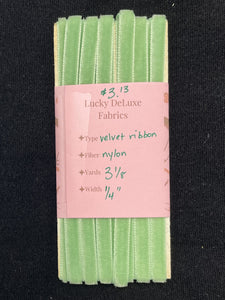 $3.13
Lucky DeLuxe
Fabrics
Type velvet ribbon
Fiber nylon
Yards 3 1/8
Width 1/4"